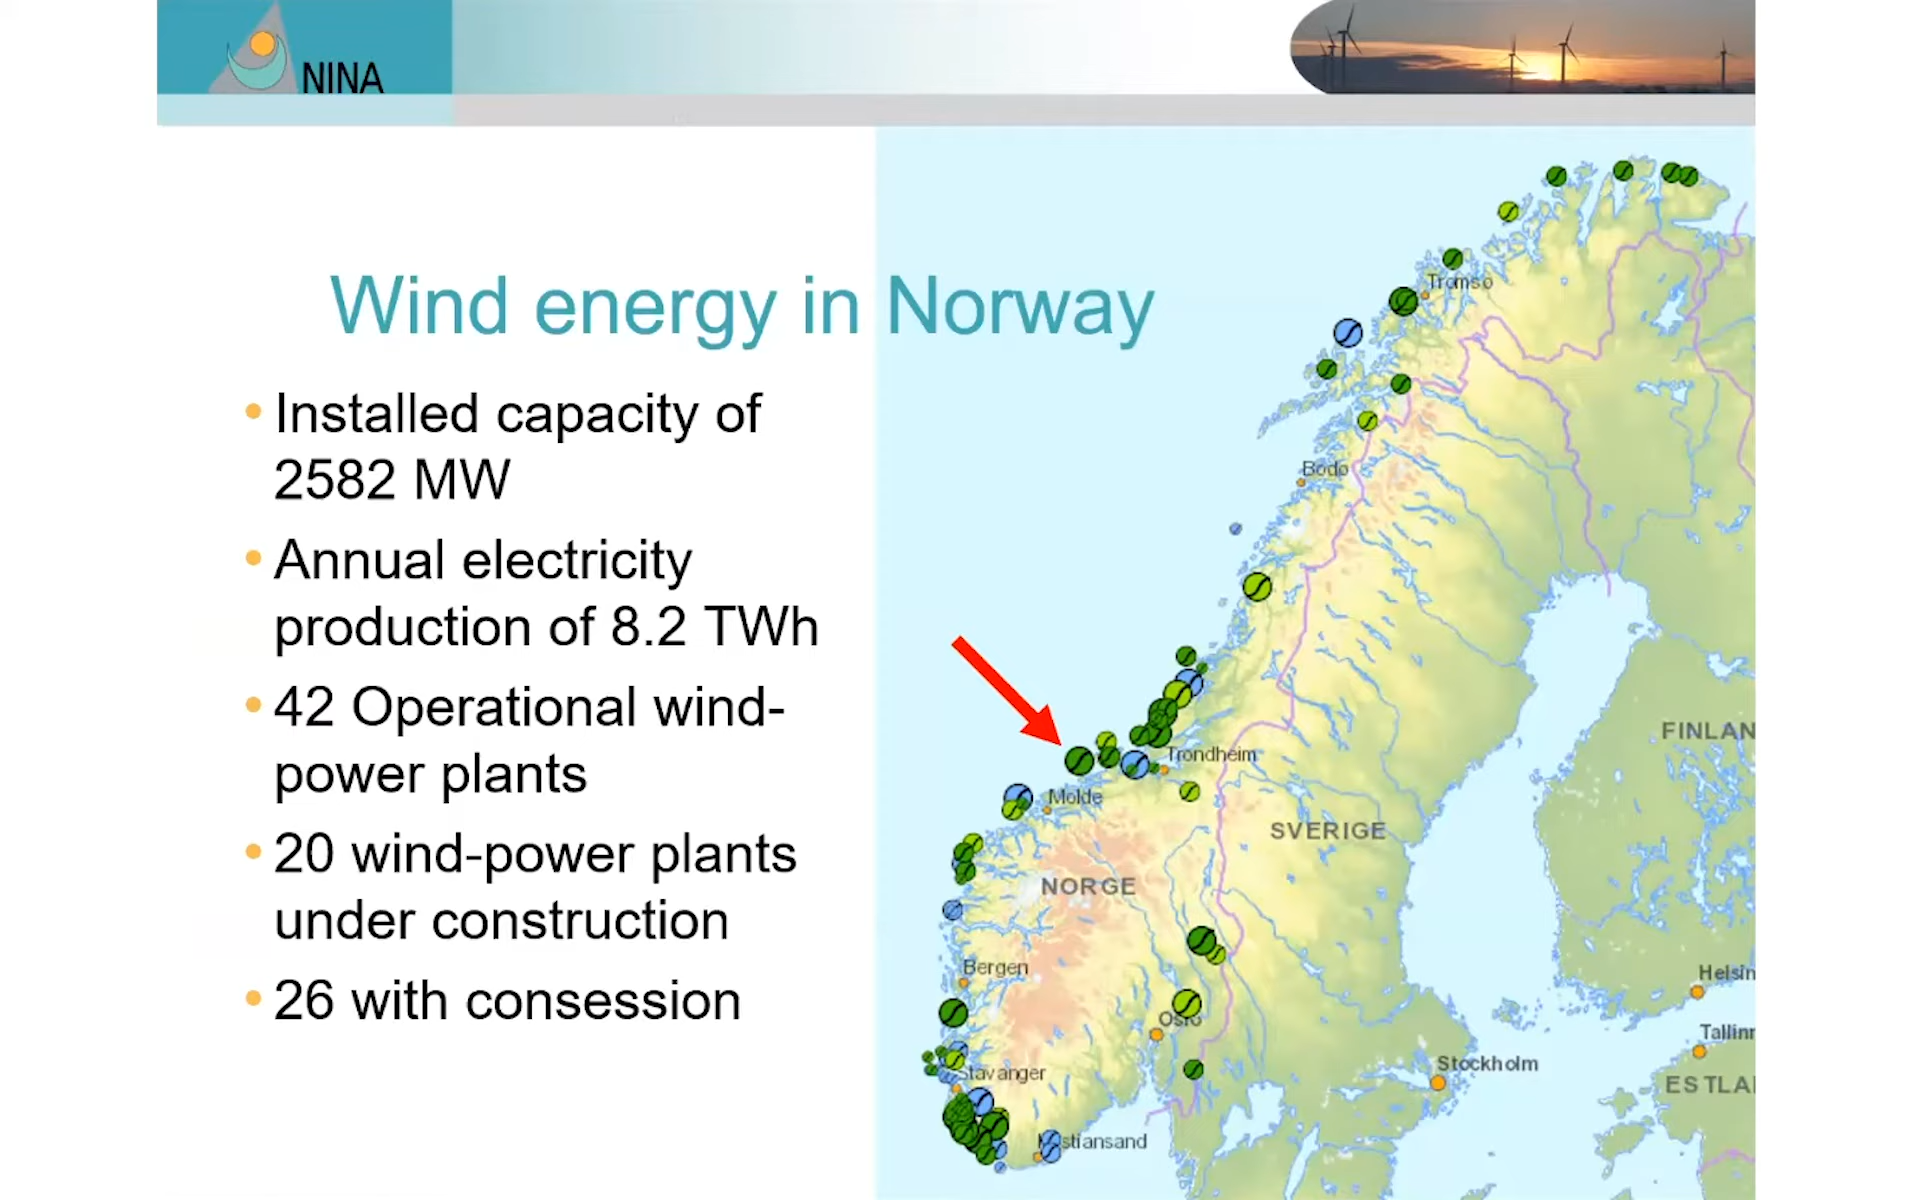 NINA
Wind energy in Norway
• Installed capacity of
2582 MW
• Annual electricity
production of 8.2 TWh
• 42 Operational wind-
power plants
• 20 wind-power plants
under construction
• 26 with consession
Tromsø
Bodø
Trondheim
Molde
FINLAN
SVERIGE
NORGE
Bergen
Helsin
Oslo
Tallinn
Stockholm
Stavanger
ESTLA
stiansand